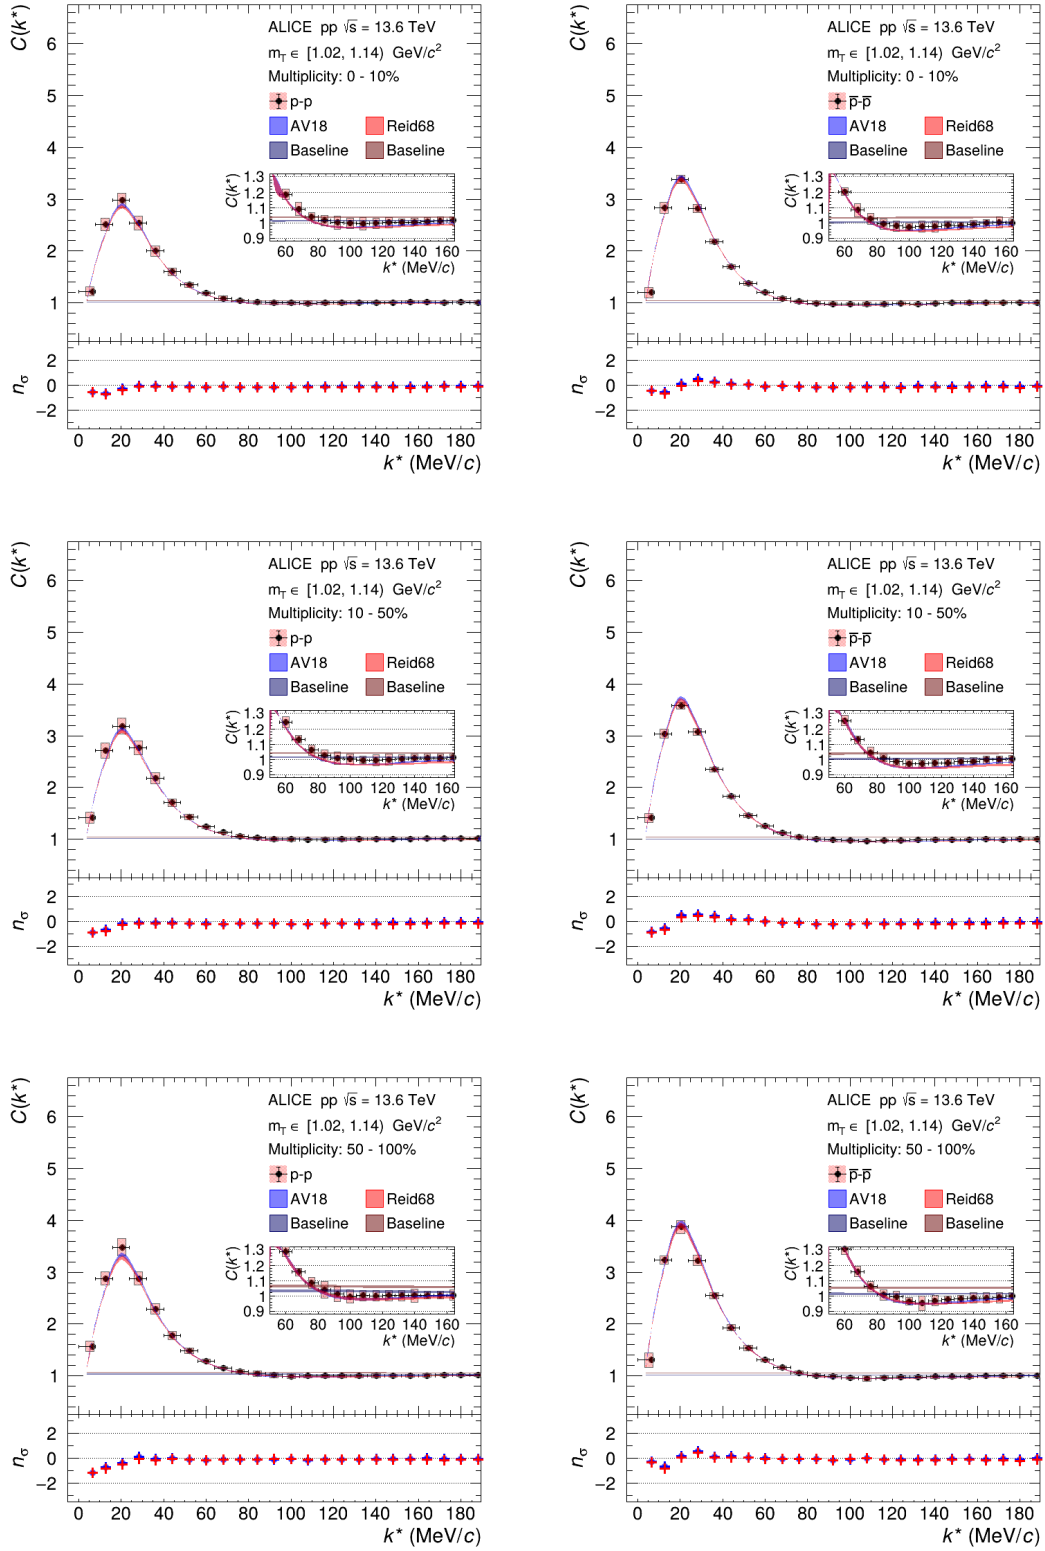 C(k*)
6
5
4
3
2
1
ALICE pp √s = 13.6 TeV
m_T ∈ [1.02, 1.14) GeV/c²
Multiplicity: 0 - 10%
p-p
AV18 Reid68
Baseline Baseline
C(k*)
1.3
1.2
1.1
1
0.9
60 80 100 120 140 160
k* (MeV/c)
n_σ
2
0
−2
0 20 40 60 80 100 120 140 160 180
k* (MeV/c)
C(k*)
6
5
4
3
2
1
ALICE pp √s = 13.6 TeV
m_T ∈ [1.02, 1.14) GeV/c²
Multiplicity: 0 - 10%
p̅-p̅
AV18 Reid68
Baseline Baseline
C(k*)
1.3
1.2
1.1
1
0.9
60 80 100 120 140 160
k* (MeV/c)
n_σ
2
0
−2
0 20 40 60 80 100 120 140 160 180
k* (MeV/c)
C(k*)
6
5
4
3
2
1
ALICE pp √s = 13.6 TeV
m_T ∈ [1.02, 1.14) GeV/c²
Multiplicity: 10 - 50%
p-p
AV18 Reid68
Baseline Baseline
C(k*)
1.3
1.2
1.1
1
0.9
60 80 100 120 140 160
k* (MeV/c)
n_σ
2
0
−2
0 20 40 60 80 100 120 140 160 180
k* (MeV/c)
C(k*)
6
5
4
3
2
1
ALICE pp √s = 13.6 TeV
m_T ∈ [1.02, 1.14) GeV/c²
Multiplicity: 10 - 50%
p̅-p̅
AV18 Reid68
Baseline Baseline
C(k*)
1.3
1.2
1.1
1
0.9
60 80 100 120 140 160
k* (MeV/c)
n_σ
2
0
−2
0 20 40 60 80 100 120 140 160 180
k* (MeV/c)
C(k*)
6
5
4
3
2
1
ALICE pp √s = 13.6 TeV
m_T ∈ [1.02, 1.14) GeV/c²
Multiplicity: 50 - 100%
p-p
AV18 Reid68
Baseline Baseline
C(k*)
1.3
1.2
1.1
1
0.9
60 80 100 120 140 160
k* (MeV/c)
n_σ
2
0
−2
0 20 40 60 80 100 120 140 160 180
k* (MeV/c)
C(k*)
6
5
4
3
2
1
ALICE pp √s = 13.6 TeV
m_T ∈ [1.02, 1.14) GeV/c²
Multiplicity: 50 - 100%
p̅-p̅
AV18 Reid68
Baseline Baseline
C(k*)
1.3
1.2
1.1
1
0.9
60 80 100 120 140 160
k* (MeV/c)
n_σ
2
0
−2
0 20 40 60 80 100 120 140 160 180
k* (MeV/c)